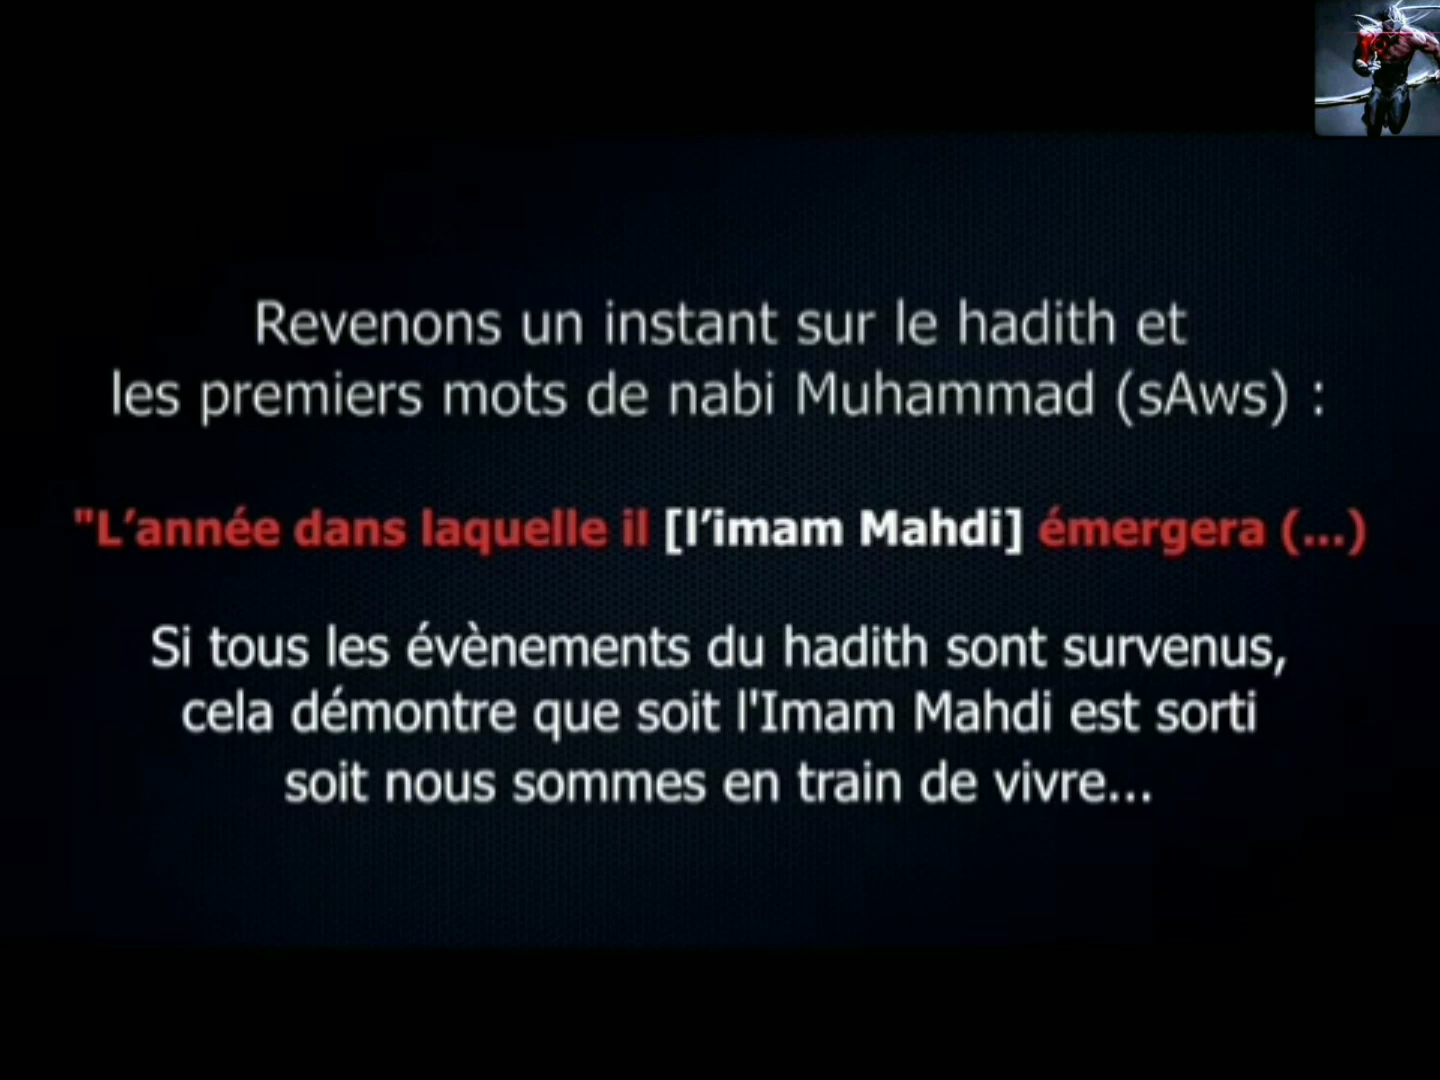 Revenons un instant sur le hadith et
les premiers mots de nabi Muhammad (sAws) :
"L’année dans laquelle il [l’imam Mahdi] émergera (...)
Si tous les évènements du hadith sont survenus,
cela démontre que soit l'Imam Mahdi est sorti
soit nous sommes en train de vivre...